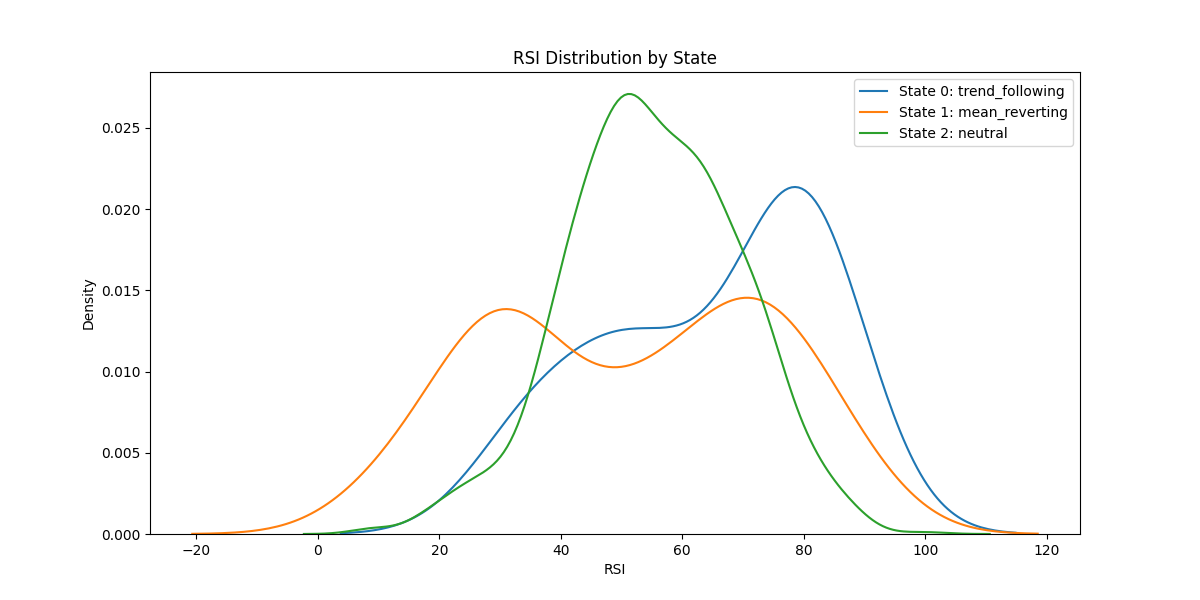 RSI Distribution by State
State 0: trend_following
State 1: mean_reverting
State 2: neutral
Density
0.025
0.020
0.015
0.010
0.005
0.000
−20 0 20 40 60 80 100 120
RSI